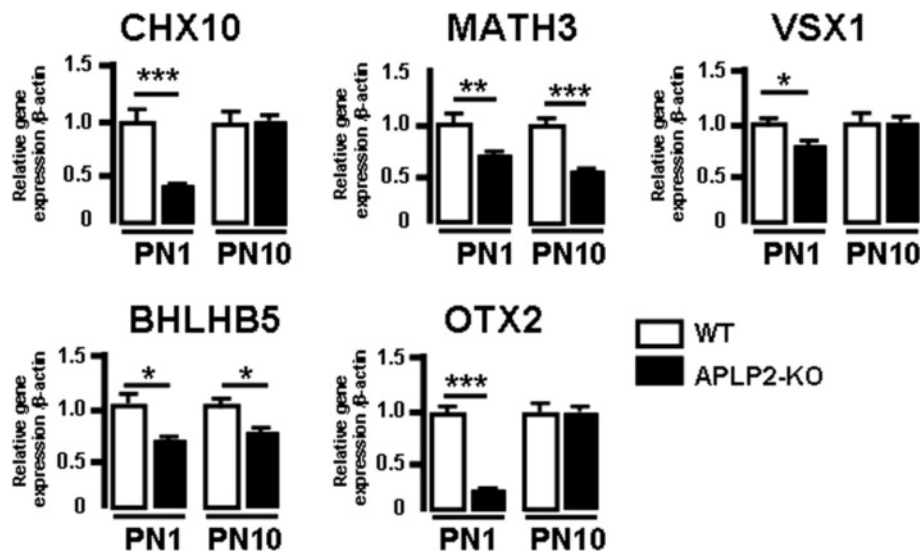 CHX10
Relative gene
expression /β-actin
1.5
1.0
0.5
0
***
PN1
PN10
MATH3
Relative gene
expression /β-actin
1.5
1.0
0.5
0
**
***
PN1
PN10
VSX1
Relative gene
expression /β-actin
1.5
1.0
0.5
0
*
PN1
PN10
BHLHB5
Relative gene
expression /β-actin
1.5
1.0
0.5
0
*
*
PN1
PN10
OTX2
Relative gene
expression /β-actin
1.5
1.0
0.5
0
***
PN1
PN10
WT
APLP2-KO